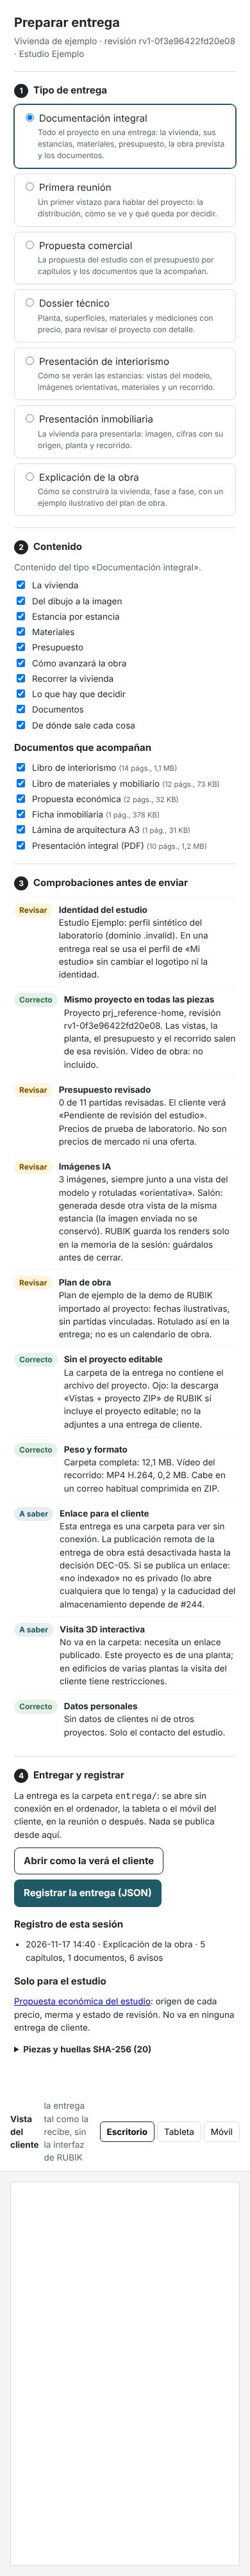 Preparar entrega
Vivienda de ejemplo · revisión rv1-0f3e96422fd20e08
· Estudio Ejemplo
1 Tipo de entrega
Documentación integral
Todo el proyecto en una entrega: la vivienda, sus
estancias, materiales, presupuesto, la obra prevista
y los documentos.
Primera reunión
Un primer vistazo para hablar del proyecto: la
distribución, cómo se ve y qué queda por decidir.
Propuesta comercial
La propuesta del estudio con el presupuesto por
capítulos y los documentos que la acompañan.
Dossier técnico
Planta, superficies, materiales y mediciones con
precio, para revisar el proyecto con detalle.
Presentación de interiorismo
Cómo se verán las estancias: vistas del modelo,
imágenes orientativas, materiales y un recorrido.
Presentación inmobiliaria
La vivienda para presentarla: imagen, cifras con su
origen, planta y recorrido.
Explicación de la obra
Cómo se construirá la vivienda, fase a fase, con un
ejemplo ilustrativo del plan de obra.
2 Contenido
Contenido del tipo «Documentación integral».
La vivienda
Del dibujo a la imagen
Estancia por estancia
Materiales
Presupuesto
Cómo avanzará la obra
Recorrer la vivienda
Lo que hay que decidir
Documentos
De dónde sale cada cosa
Documentos que acompañan
Libro de interiorismo (14 págs., 1,1 MB)
Libro de materiales y mobiliario (12 págs., 73 KB)
Propuesta económica (2 págs., 32 KB)
Ficha inmobiliaria (1 pág., 378 KB)
Lámina de arquitectura A3 (1 pág., 31 KB)
Presentación integral (PDF) (10 págs., 1,2 MB)
3 Comprobaciones antes de enviar
Revisar Identidad del estudio
Estudio Ejemplo: perfil sintético del
laboratorio (dominio .invalid). En una
entrega real se usa el perfil de «Mi
estudio» sin cambiar el logotipo ni la
identidad.
Correcto Mismo proyecto en todas las piezas
Proyecto prj_reference-home, revisión
rv1-0f3e96422fd20e08. Las vistas, la
planta, el presupuesto y el recorrido salen
de esa revisión. Vídeo de obra: no
incluido.
Revisar Presupuesto revisado
0 de 11 partidas revisadas. El cliente verá
«Pendiente de revisión del estudio».
Precios de prueba de laboratorio. No son
precios de mercado ni una oferta.
Revisar Imágenes IA
3 imágenes, siempre junto a una vista del
modelo y rotuladas «orientativa». Salón:
generada desde otra vista de la misma
estancia (la imagen enviada no se
conservó). RUBIK guarda los renders solo
en la memoria de la sesión: guárdalos
antes de cerrar.
Revisar Plan de obra
Plan de ejemplo de la demo de RUBIK
importado al proyecto: fechas ilustrativas,
sin partidas vinculadas. Rotulado así en la
entrega; no es un calendario de obra.
Correcto Sin el proyecto editable
La carpeta de la entrega no contiene el
archivo del proyecto. Ojo: la descarga
«Vistas + proyecto ZIP» de RUBIK sí
incluye el proyecto editable; no la
adjuntes a una entrega de cliente.
Correcto Peso y formato
Carpeta completa: 12,1 MB. Vídeo del
recorrido: MP4 H.264, 0,2 MB. Cabe en
un correo habitual comprimida en ZIP.
A saber Enlace para el cliente
Esta entrega es una carpeta para ver sin
conexión. La publicación remota de la
entrega de obra está desactivada hasta la
decisión DEC-05. Si se publica un enlace:
«no indexado» no es privado (lo abre
cualquiera que lo tenga) y la caducidad del
almacenamiento depende de #244.
A saber Visita 3D interactiva
No va en la carpeta: necesita un enlace
publicado. Este proyecto es de una planta;
en edificios de varias plantas la visita del
cliente tiene restricciones.
Correcto Datos personales
Sin datos de clientes ni de otros
proyectos. Solo el contacto del estudio.
4 Entregar y registrar
La entrega es la carpeta entrega/: se abre sin
conexión en el ordenador, la tableta o el móvil del
cliente, en la reunión o después. Nada se publica
desde aquí.
Abrir como la verá el cliente
Registrar la entrega (JSON)
Registro de esta sesión
• 2026-11-17 14:40 · Explicación de la obra · 5
capítulos, 1 documentos, 6 avisos
Solo para el estudio
Propuesta económica del estudio: origen de cada
precio, merma y estado de revisión. No va en ninguna
entrega de cliente.
Piezas y huellas SHA-256 (20)
Vista
del
cliente
la entrega
tal como la
recibe, sin
la interfaz
de RUBIK
Escritorio Tableta Móvil